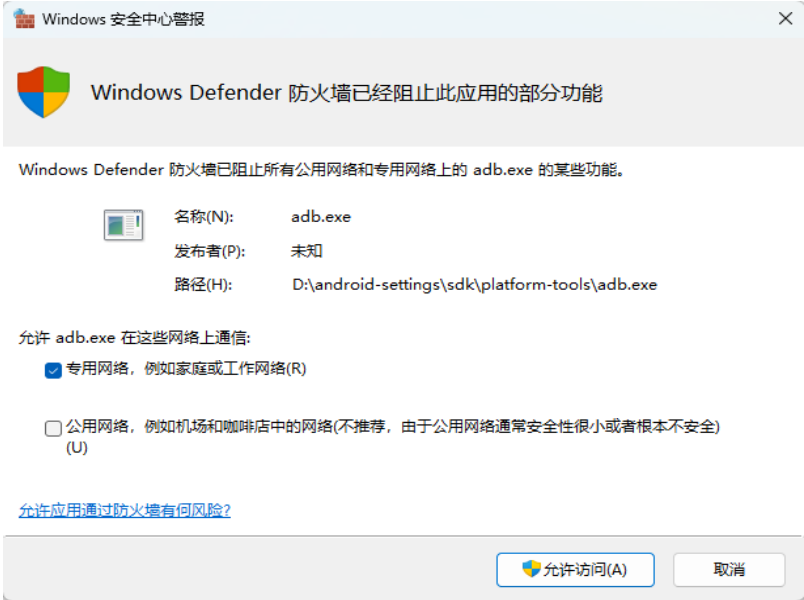 Windows 安全中心警报
Windows Defender 防火墙已经阻止此应用的部分功能
Windows Defender 防火墙已阻止所有公用网络和专用网络上的 adb.exe 的某些功能。
名称(N): adb.exe
发布者(P): 未知
路径(H): D:\android-settings\sdk\platform-tools\adb.exe
允许 adb.exe 在这些网络上通信:
专用网络，例如家庭或工作网络(R)
公用网络，例如机场和咖啡店中的网络(不推荐，由于公用网络通常安全性很小或者根本不安全)
(U)
允许应用通过防火墙有何风险?
允许访问(A)
取消